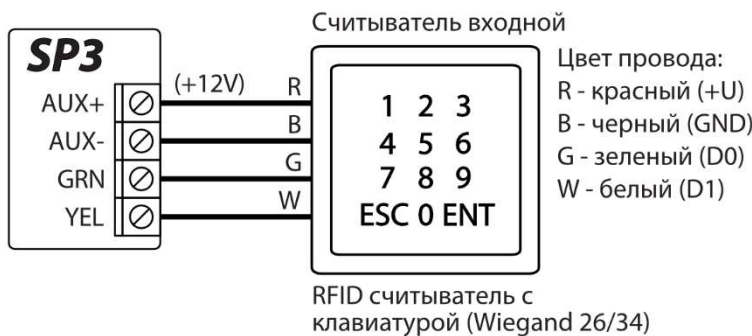 Считыватель входной
SP3
(+12V)
R
AUX+
B
AUX-
G
GRN
W
YEL
1 2 3
4 5 6
7 8 9
ESC 0 ENT
Цвет провода:
R - красный (+U)
B - черный (GND)
G - зеленый (D0)
W - белый (D1)
RFID считыватель с
клавиатурой (Wiegand 26/34)